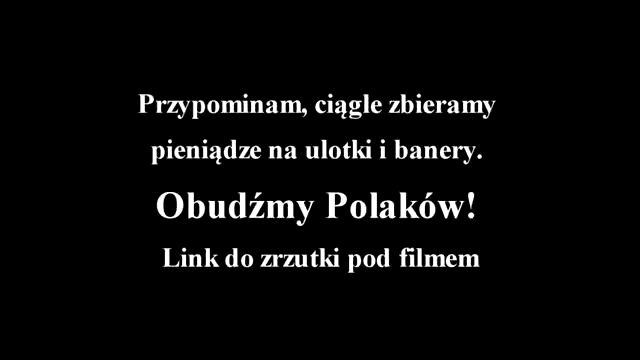 Przypominam, ciągle zbieramy
pieniądze na ulotki i banery.
Obudźmy Polaków!
Link do zrzutki pod filmem